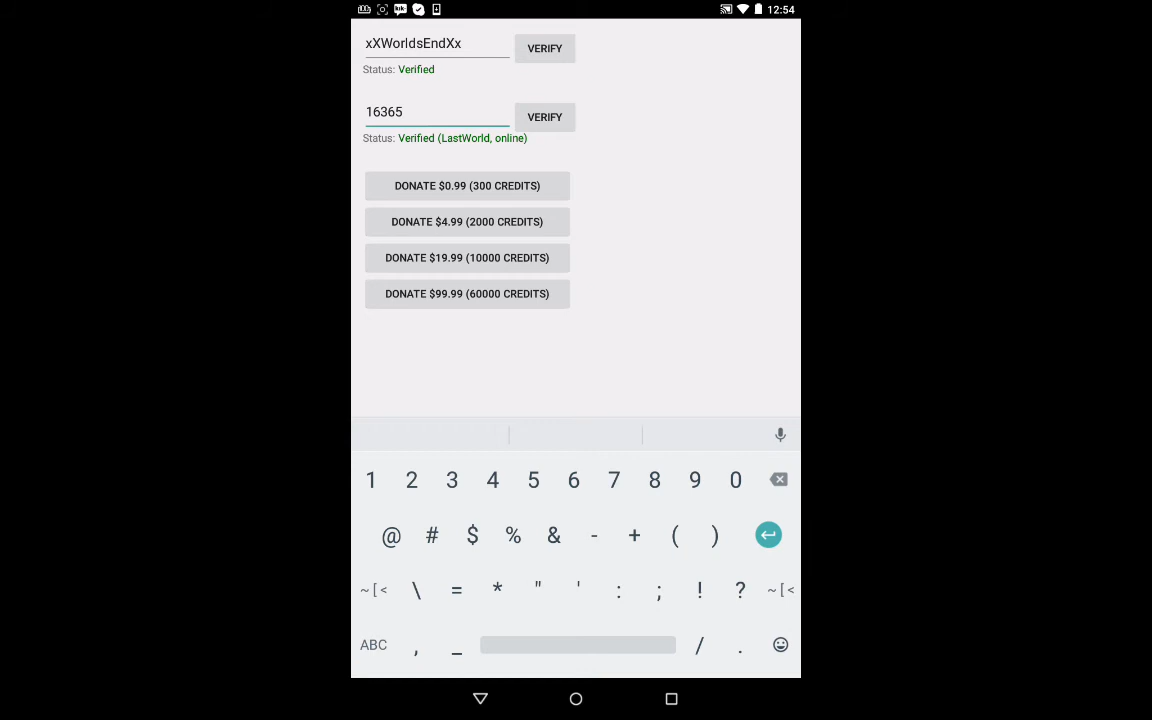 12:54
xXWorldsEndXx VERIFY
Status: Verified
16365 VERIFY
Status: Verified (LastWorld, online)
DONATE $0.99 (300 CREDITS)
DONATE $4.99 (2000 CREDITS)
DONATE $19.99 (10000 CREDITS)
DONATE $99.99 (60000 CREDITS)
1 2 3 4 5 6 7 8 9 0
@ # $ % & - + ( )
~ [ < \ = * " ' : ; ! ? ~ [ <
ABC , _ / .